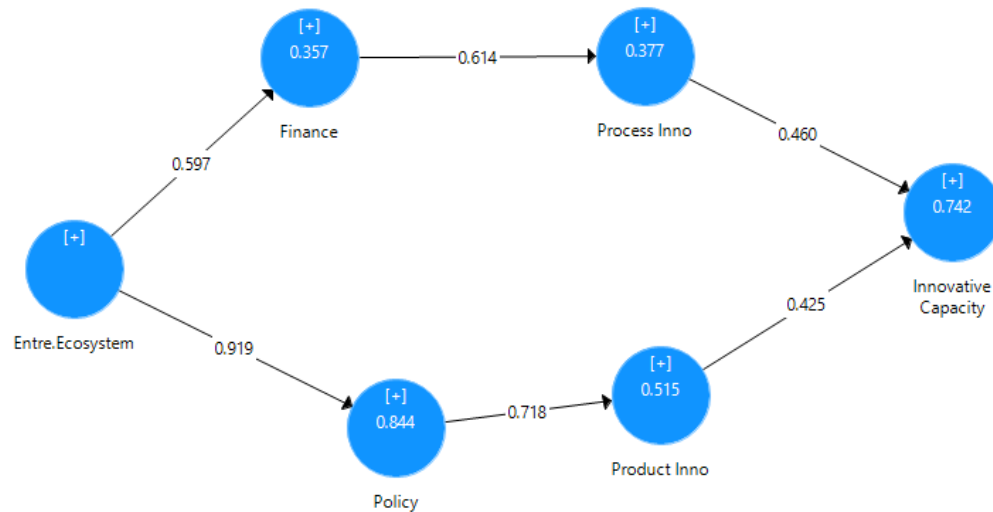 [+]
0.357
Finance
0.614
[+]
0.377
Process Inno
0.597
0.460
[+]
Entre.Ecosystem
[+]
0.742
Innovative
Capacity
0.919
0.425
[+]
0.844
Policy
0.718
[+]
0.515
Product Inno